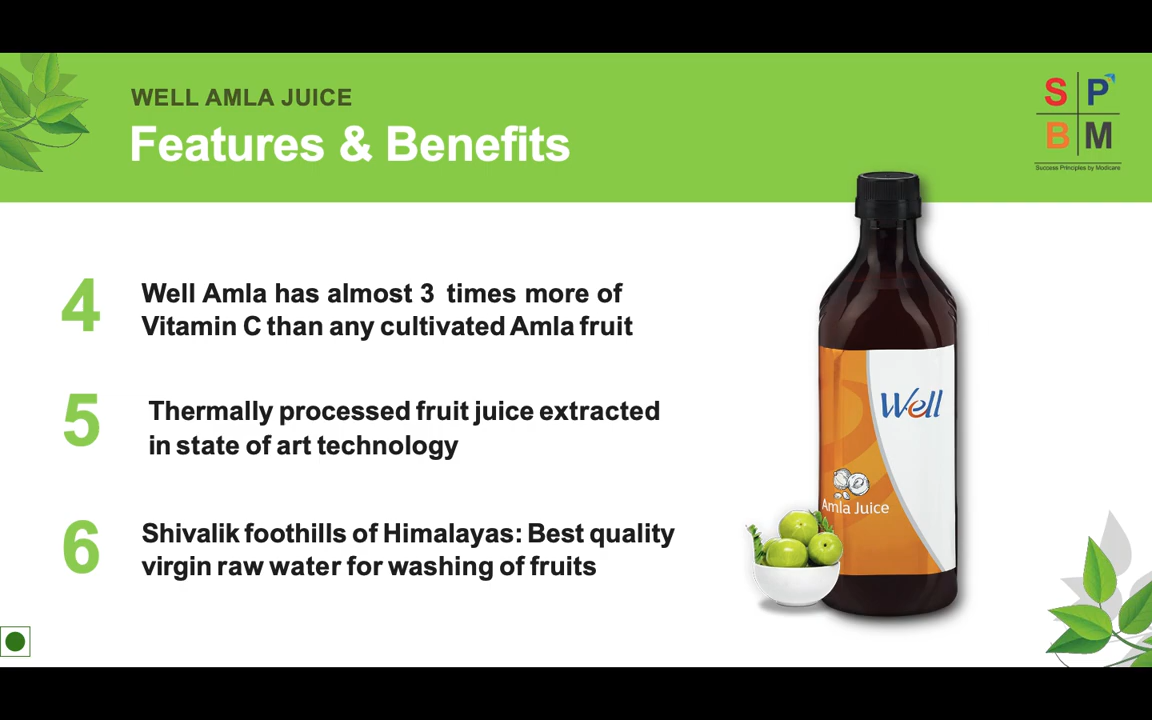 WELL AMLA JUICE
Features & Benefits
S P
B M
Success Principles by Modicare
4
Well Amla has almost 3 times more of
Vitamin C than any cultivated Amla fruit
5
Thermally processed fruit juice extracted
in state of art technology
6
Shivalik foothills of Himalayas: Best quality
virgin raw water for washing of fruits
Well
Amla Juice